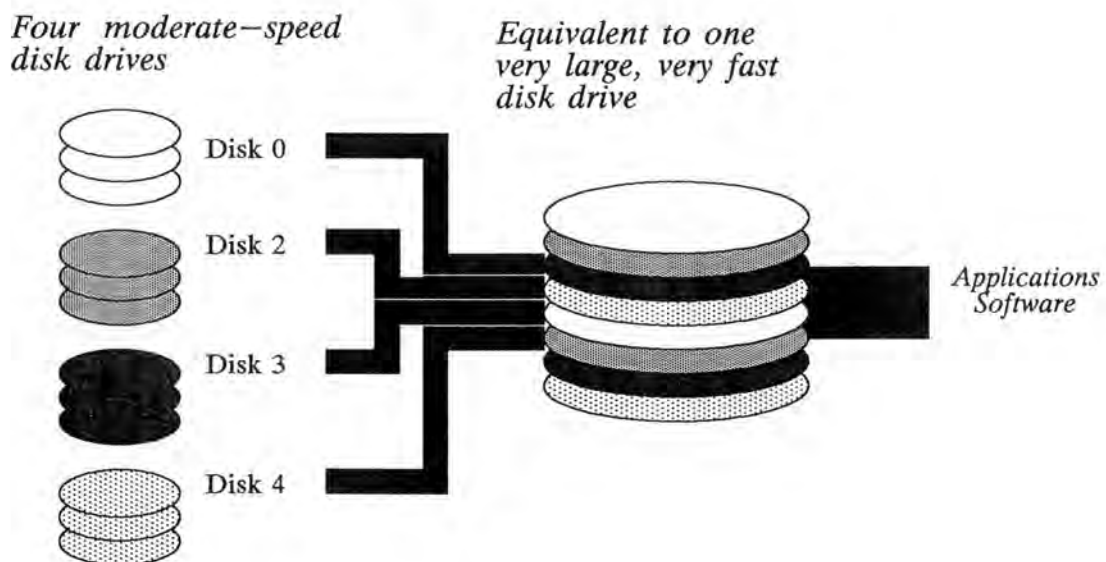 Four moderate-speed
disk drives
Equivalent to one
very large, very fast
disk drive
Disk 0
Disk 2
Disk 3
Disk 4
Applications
Software